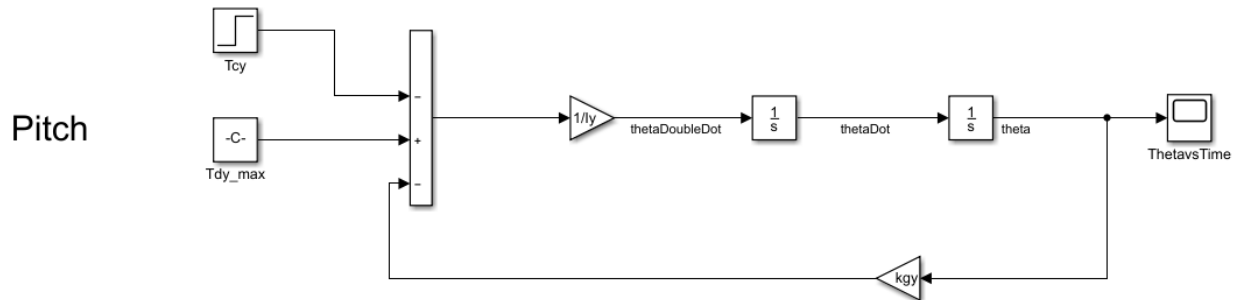 Tcy
Pitch
-C-
Tdy_max
−
+
−
1/Iy
thetaDoubleDot
1
s
thetaDot
1
s
theta
ThetavsTime
kgy